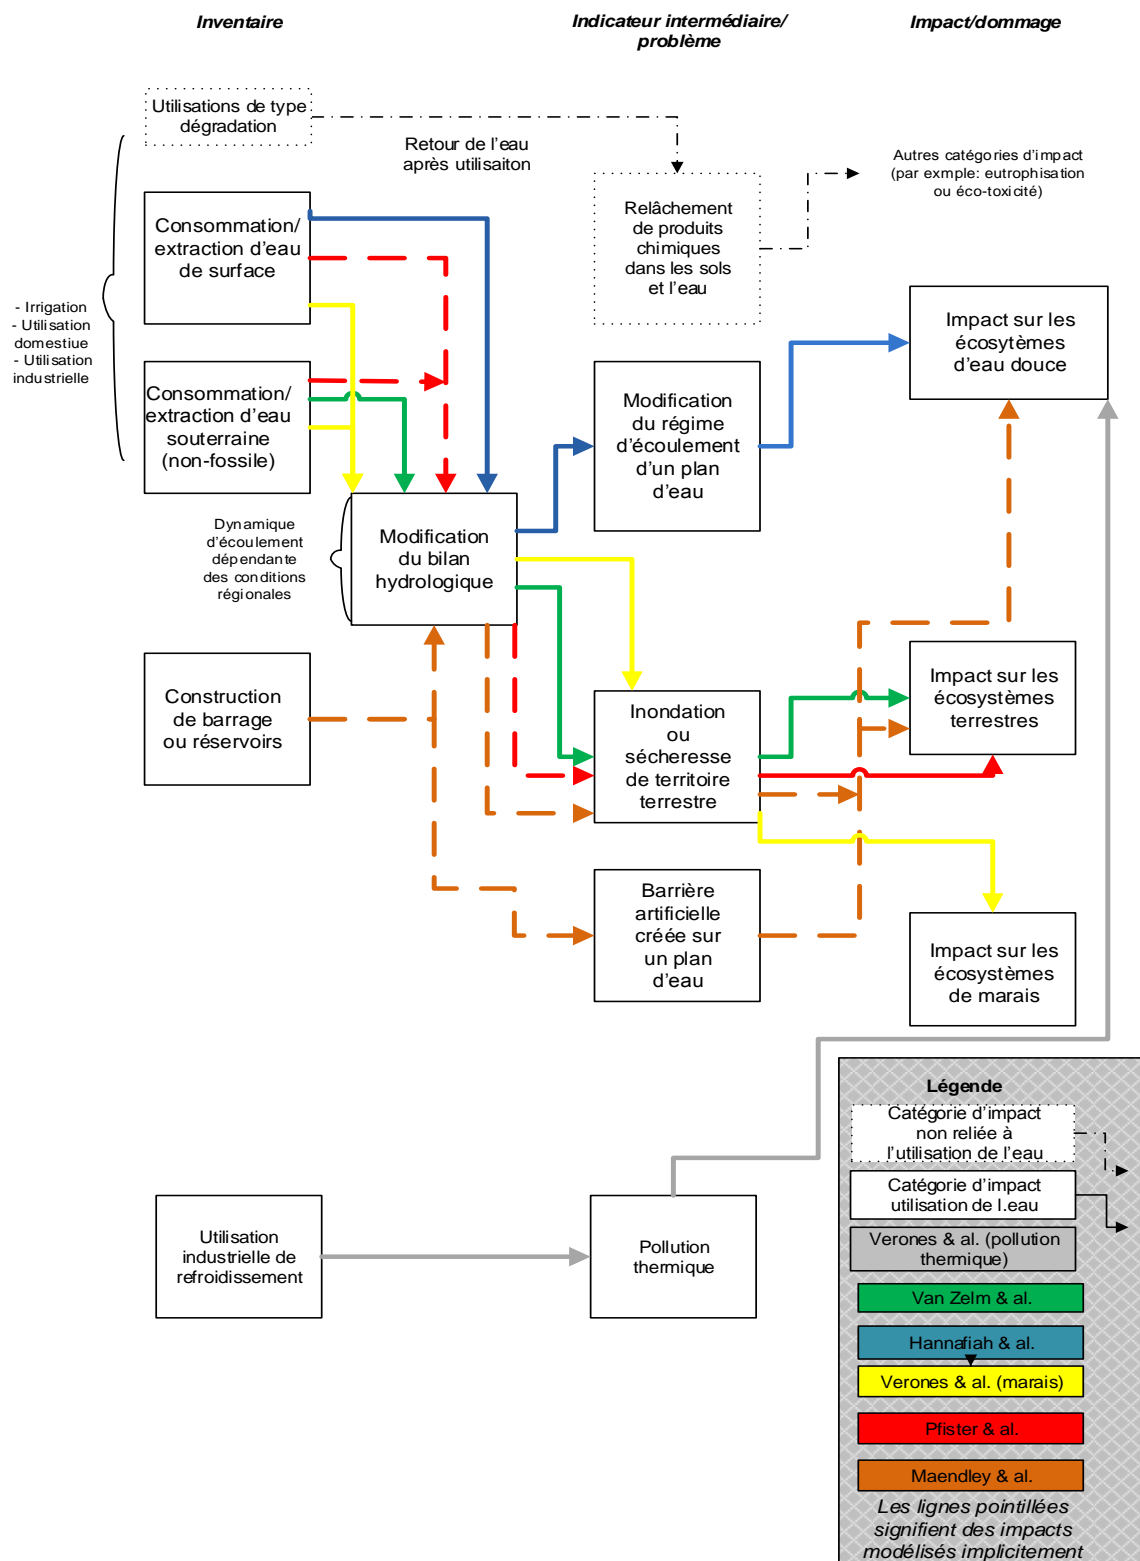 Inventaire
Indicateur intermédiaire/
problème
Impact/dommage
Utilisations de type
dégradation
Retour de l'eau
après utilisaiton
Autres catégories d'impact
(par exmple: eutrophisation
ou éco-toxicité)
Relâchement
de produits
chimiques
dans les sols
et l'eau
Consommation/
extraction d'eau
de surface
- Irrigation
- Utilisation
domestiue
- Utilisation
industrielle
Impact sur les
écosytèmes
d'eau douce
Consommation/
extraction d'eau
souterraine
(non-fossile)
Modification
du régime
d'écoulement
d'un plan
d'eau
Dynamique
d'écoulement
dépendante
des conditions
régionales
Modification
du bilan
hydrologique
Construction
de barrage
ou réservoirs
Inondation
ou
sécheresse
de territoire
terrestre
Impact sur les
écosystèmes
terrestres
Barrière
artificielle
créée sur
un plan
d'eau
Impact sur les
écosystèmes
de marais
Utilisation
industrielle de
refroidissement
Pollution
thermique
Légende
Catégorie d'impact
non reliée à
l'utilisation de l'eau
Catégorie d'impact
utilisation de l.eau
Verones & al. (pollution
thermique)
Van Zelm & al.
Hannafiah & al.
Verones & al. (marais)
Pfister & al.
Maendley & al.
Les lignes pointillées
signifient des impacts
modélisés implicitement